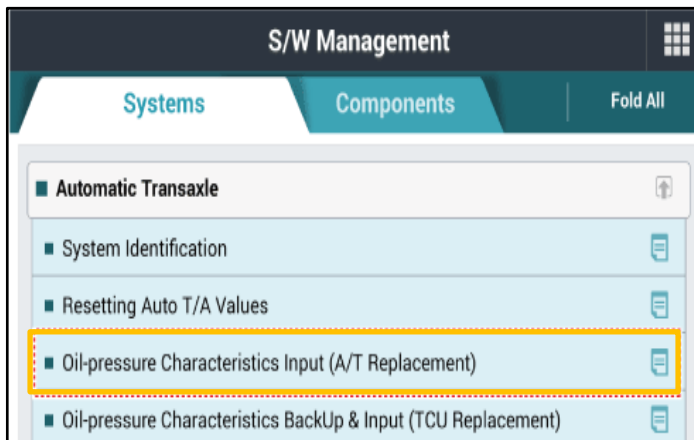 S/W Management
Systems
Components
Fold All
Automatic Transaxle
System Identification
Resetting Auto T/A Values
Oil-pressure Characteristics Input (A/T Replacement)
Oil-pressure Characteristics BackUp & Input (TCU Replacement)